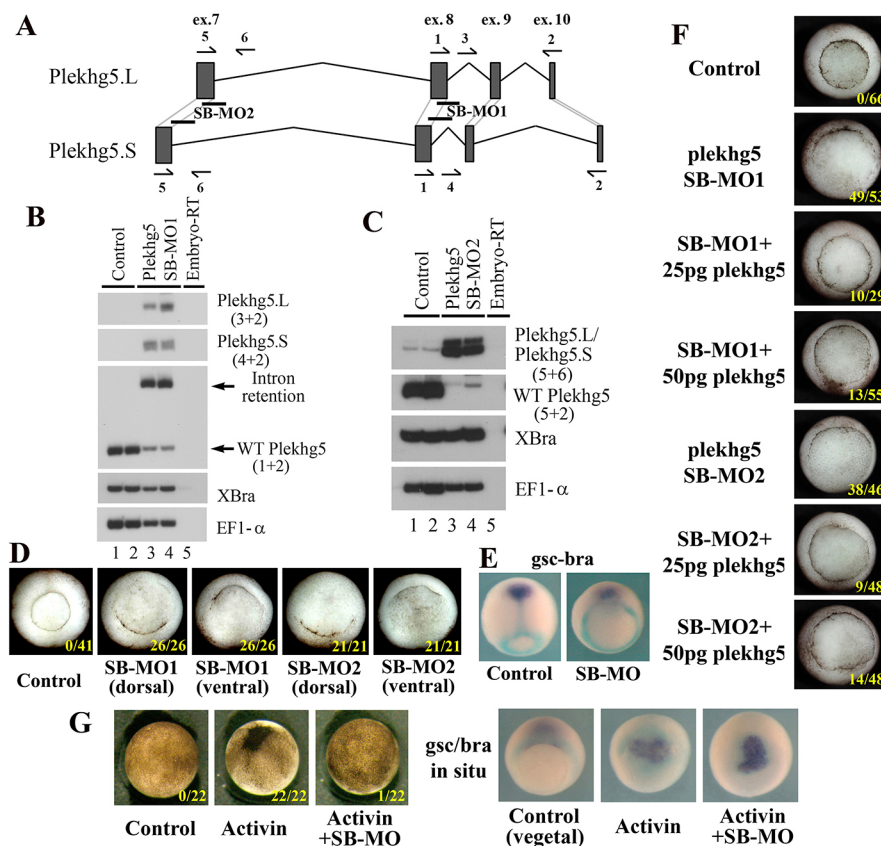 A
ex.7
ex.8
ex.9
ex.10
5
6
1
3
2
Plekhg5.L
SB-MO2
SB-MO1
Plekhg5.S
5
6
1
4
2
B
Control
Plekhg5
SB-MO1
Embryo-RT
Plekhg5.L
(3+2)
Plekhg5.S
(4+2)
Intron
retention
WT Plekhg5
(1+2)
XBra
EF1-α
1 2 3 4 5
C
Control
Plekhg5
SB-MO2
Embryo-RT
Plekhg5.L/
Plekhg5.S
(5+6)
WT Plekhg5
(5+2)
XBra
EF1-α
1 2 3 4 5
D
0/41
26/26
26/26
21/21
21/21
Control
SB-MO1
(dorsal)
SB-MO1
(ventral)
SB-MO2
(dorsal)
SB-MO2
(ventral)
E
gsc-bra
Control
SB-MO
F
Control
0/66
plekhg5
SB-MO1
49/53
SB-MO1+
25pg plekhg5
10/29
SB-MO1+
50pg plekhg5
13/55
plekhg5
SB-MO2
38/46
SB-MO2+
25pg plekhg5
9/48
SB-MO2+
50pg plekhg5
14/48
G
0/22
22/22
1/22
Control
Activin
Activin
+SB-MO
gsc/bra
in situ
Control
(vegetal)
Activin
Activin
+SB-MO